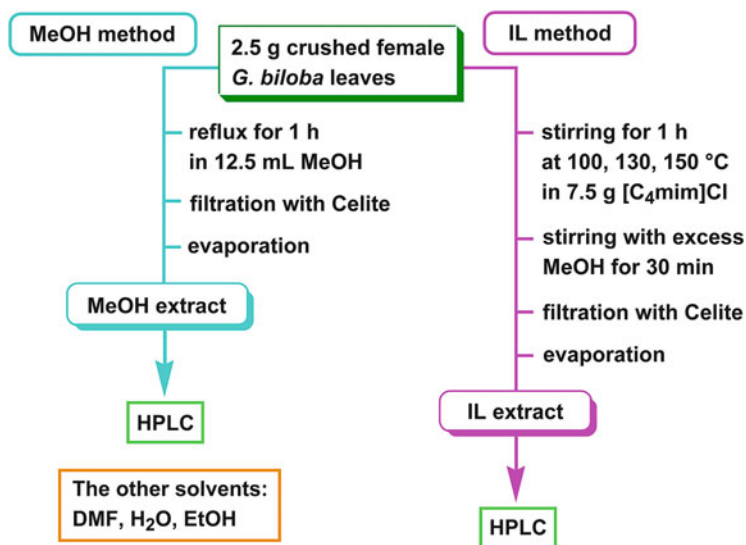 MeOH method
2.5 g crushed female
G. biloba leaves
IL method
reflux for 1 h
in 12.5 mL MeOH
filtration with Celite
evaporation
MeOH extract
HPLC
The other solvents:
DMF, H₂O, EtOH
stirring for 1 h
at 100, 130, 150 °C
in 7.5 g [C₄mim]Cl
stirring with excess
MeOH for 30 min
filtration with Celite
evaporation
IL extract
HPLC